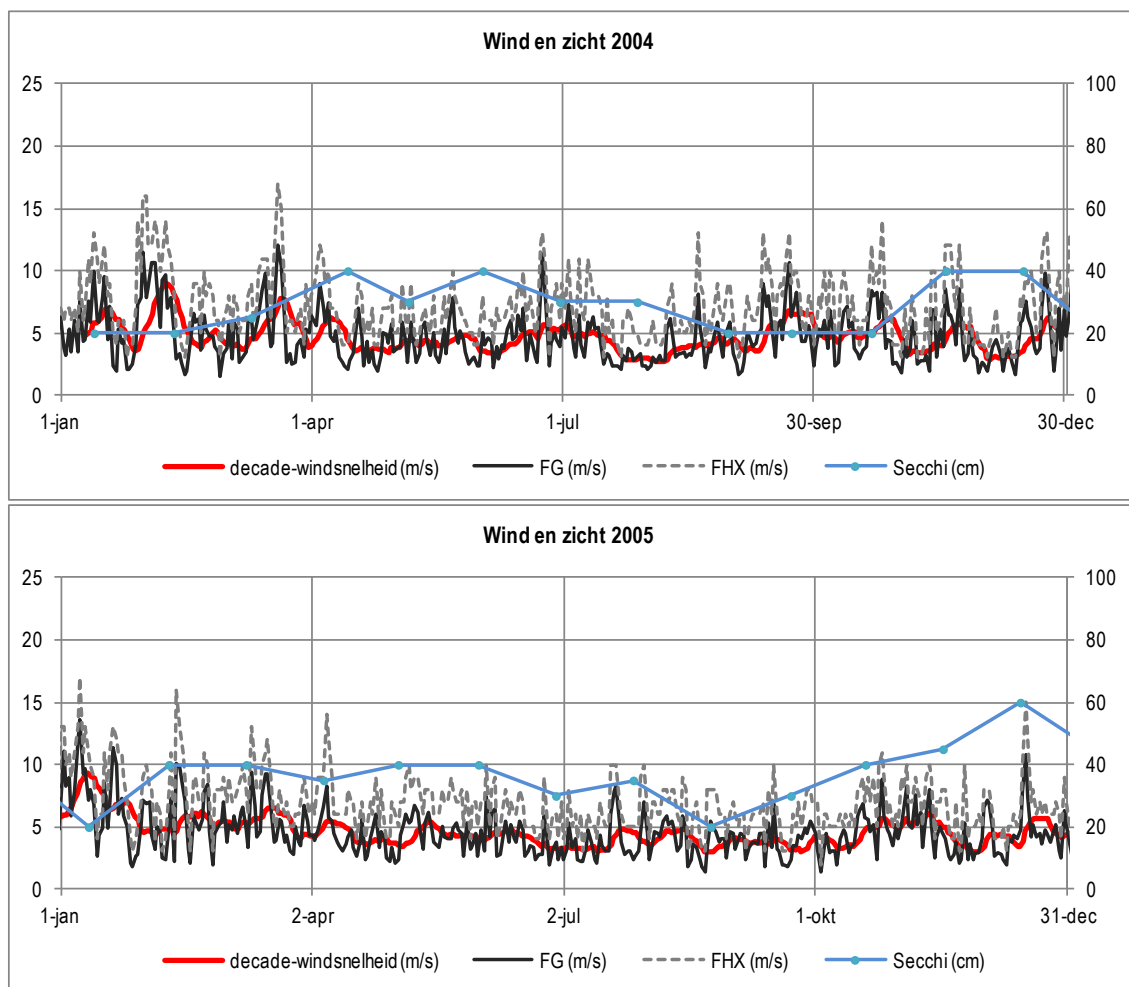 Wind en zicht 2004
25 100
20 80
15 60
10 40
5 20
0 0
1-jan 1-apr 1-jul 30-sep 30-dec
decade-windsnelheid (m/s) FG (m/s) FHX (m/s) Secchi (cm)
Wind en zicht 2005
25 100
20 80
15 60
10 40
5 20
0 0
1-jan 2-apr 2-jul 1-okt 31-dec
decade-windsnelheid (m/s) FG (m/s) FHX (m/s) Secchi (cm)